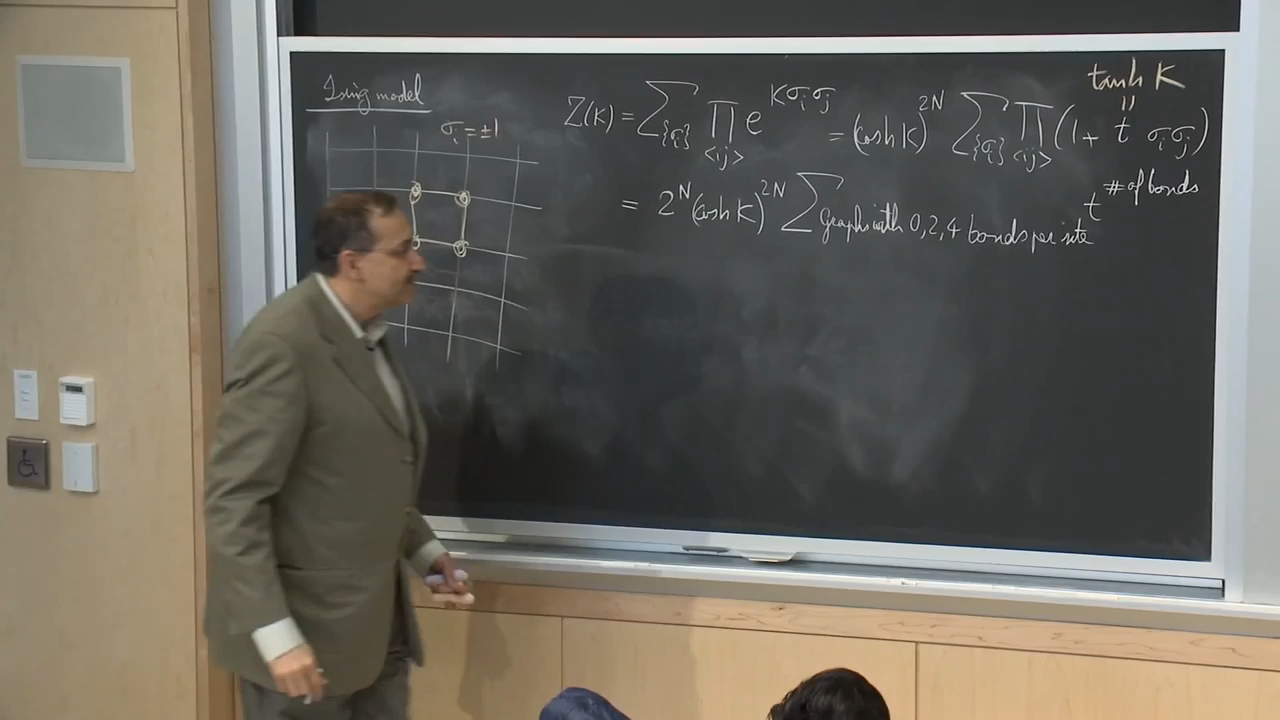 Ising model
σᵢ = ±1
Z(K) = ∑_{σᵢ} ∏_<ij> e^{Kσᵢσⱼ} = (cosh K)^{2N} ∑_{σᵢ} ∏_<ij> (1 + t σᵢσⱼ)
tanh K
= 2^N (cosh K)^{2N} ∑ graphs with 0, 2, 4 bonds per site t^{# of bonds}